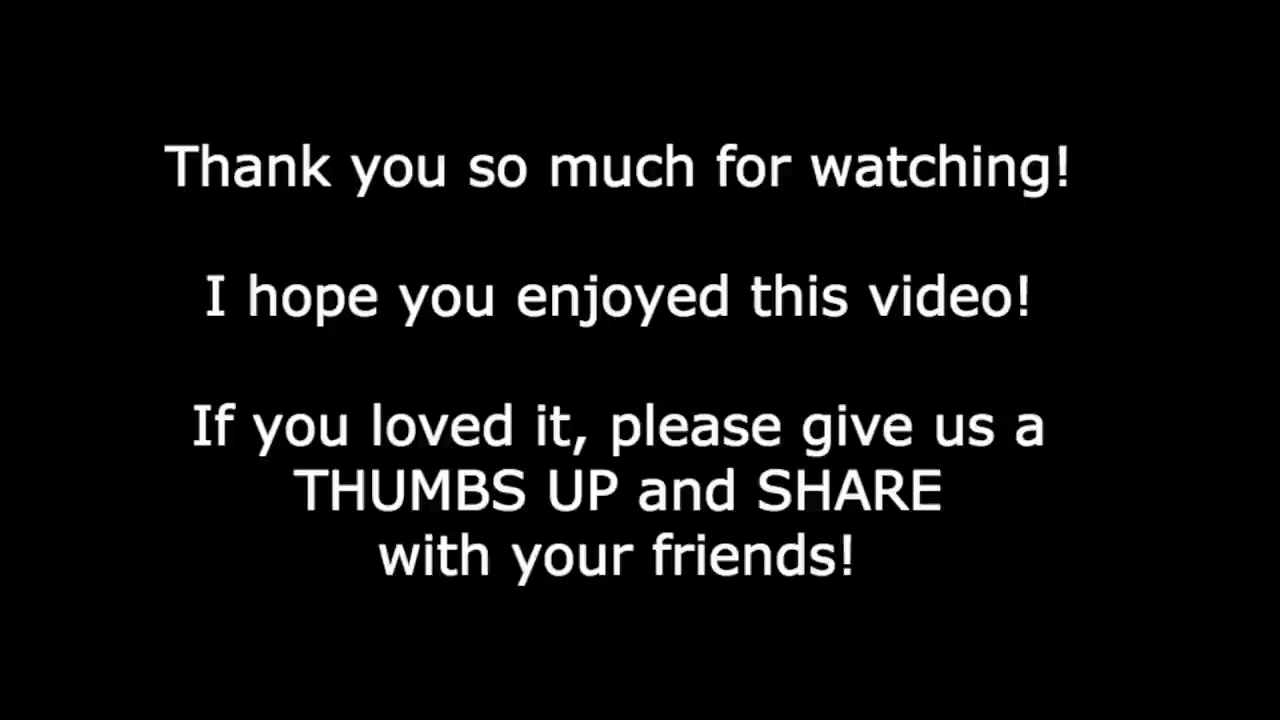 Thank you so much for watching!
I hope you enjoyed this video!
If you loved it, please give us a
THUMBS UP and SHARE
with your friends!